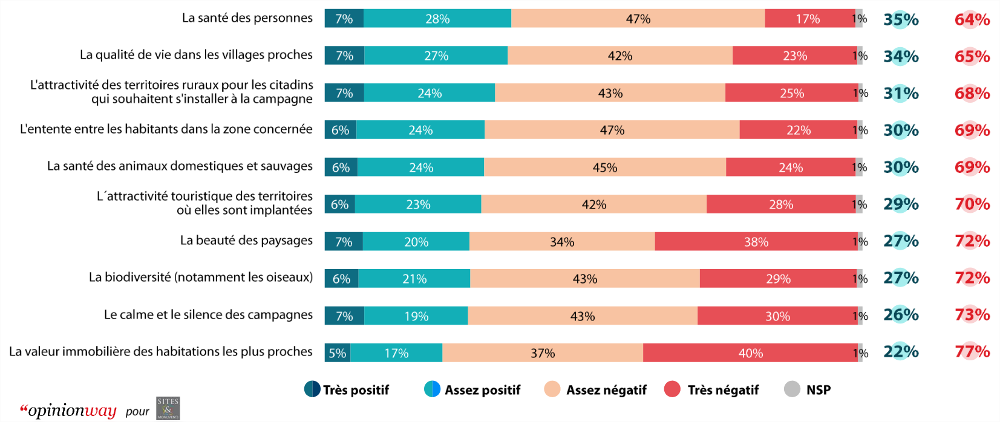 La santé des personnes 7% 28% 47% 17% 1% 35% 64%
La qualité de vie dans les villages proches 7% 27% 42% 23% 1% 34% 65%
L'attractivité des territoires ruraux pour les citadins
qui souhaitent s'installer à la campagne 7% 24% 43% 25% 1% 31% 68%
L'entente entre les habitants dans la zone concernée 6% 24% 47% 22% 1% 30% 69%
La santé des animaux domestiques et sauvages 6% 24% 45% 24% 1% 30% 69%
L´attractivité touristique des territoires
où elles sont implantées 6% 23% 42% 28% 1% 29% 70%
La beauté des paysages 7% 20% 34% 38% 1% 27% 72%
La biodiversité (notamment les oiseaux) 6% 21% 43% 29% 1% 27% 72%
Le calme et le silence des campagnes 7% 19% 43% 30% 1% 26% 73%
La valeur immobilière des habitations les plus proches 5% 17% 37% 40% 1% 22% 77%
Très positif Assez positif Assez négatif Très négatif NSP
“opinionway pour
SITES
&
MONUMENTS